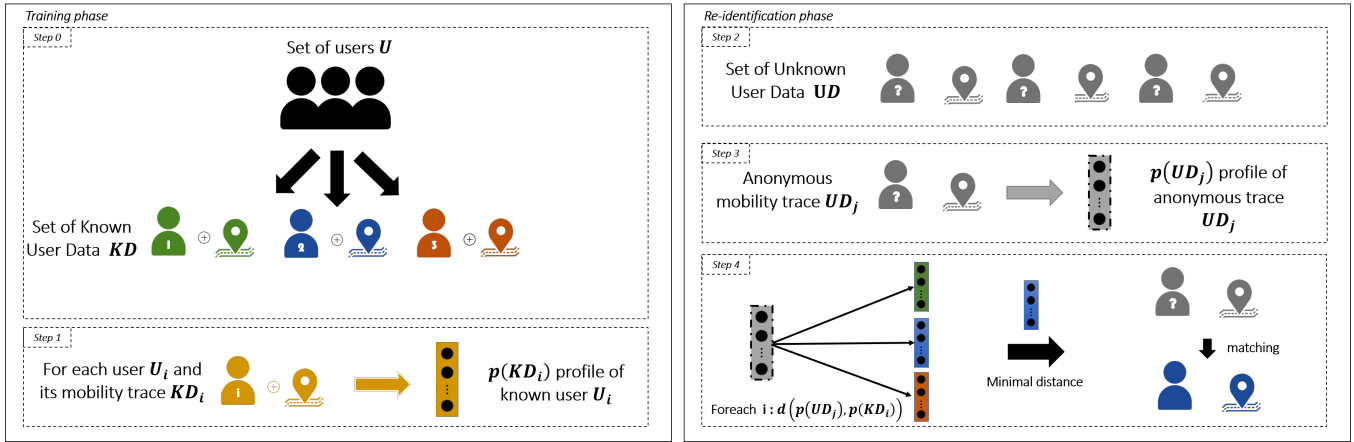 Training phase
Step 0
Set of users U
Set of Known
User Data KD
1
2
3
Step 1
For each user U_i and
its mobility trace KD_i
i
p(KD_i) profile of
known user U_i
Re-identification phase
Step 2
Set of Unknown
User Data UD
?
?
?
Step 3
Anonymous
mobility trace UD_j
?
p(UD_j) profile of
anonymous trace
UD_j
Step 4
Foreach i : d(p(UD_j), p(KD_i))
Minimal distance
?
matching